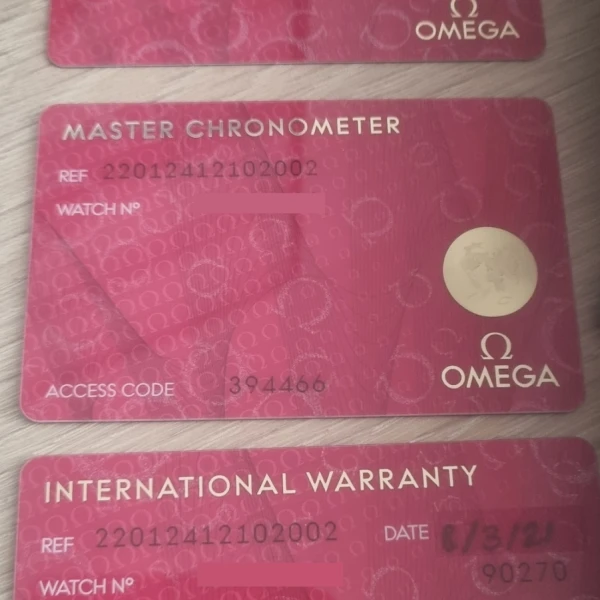 Ω
OMEGA
MASTER CHRONOMETER
REF 22012412102002
WATCH Nº
ACCESS CODE 394466
Ω
OMEGA
INTERNATIONAL WARRANTY
REF 22012412102002 DATE /3/21
90270
WATCH Nº